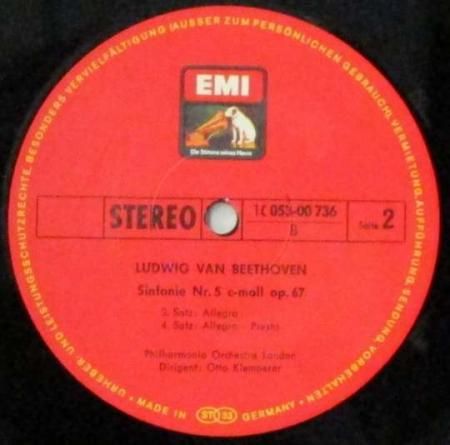 URHEBER- UND LEISTUNGSSCHUTZRECHTE, BESONDERS VERVIELFÄLTIGUNG (AUSSER ZUM PERSÖNLICHEN GEBRAUCH), VERMIETUNG, AUFFÜHRUNG, SENDUNG, VORBEHALTEN
EMI
Die Stimme seines Herrn
STEREO
1C 053-00 736
B
Seite 2
LUDWIG VAN BEETHOVEN
Sinfonie Nr. 5 c-moll op. 67
3. Satz: Allegro
4. Satz: Allegro - Presto
Philharmonia Orchestra London
Dirigent: Otto Klemperer
MADE IN ST 33 GERMANY